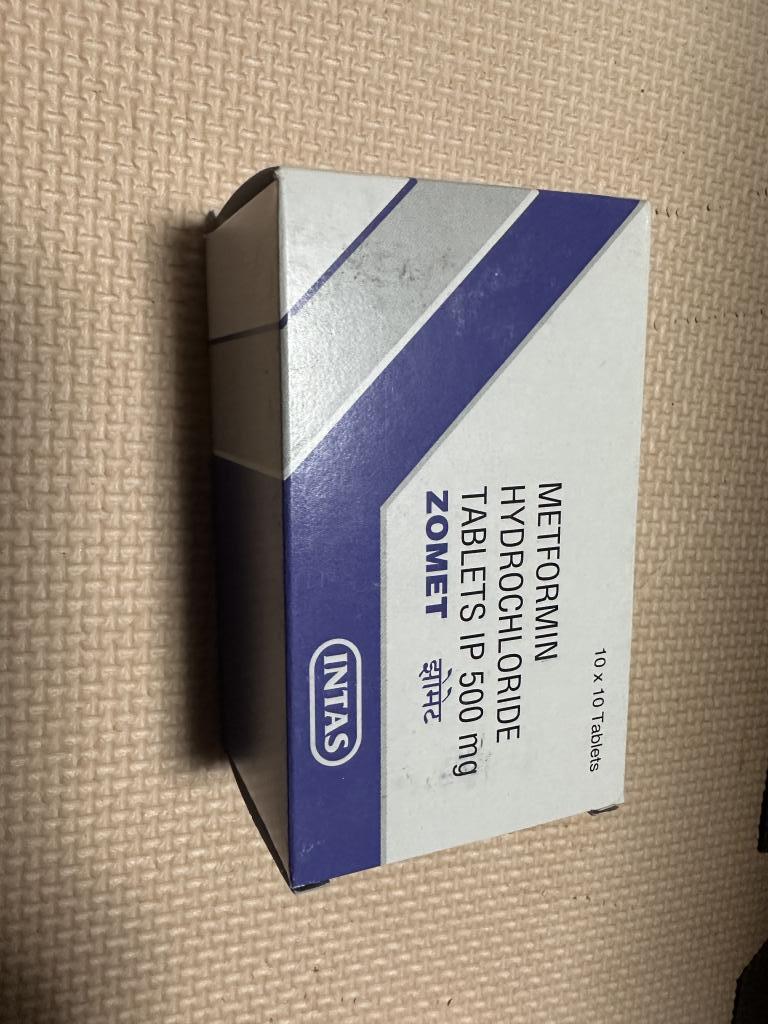 10 x 10 Tablets
METFORMIN
HYDROCHLORIDE
TABLETS IP 500 mg
ZOMET झोमेट
INTAS